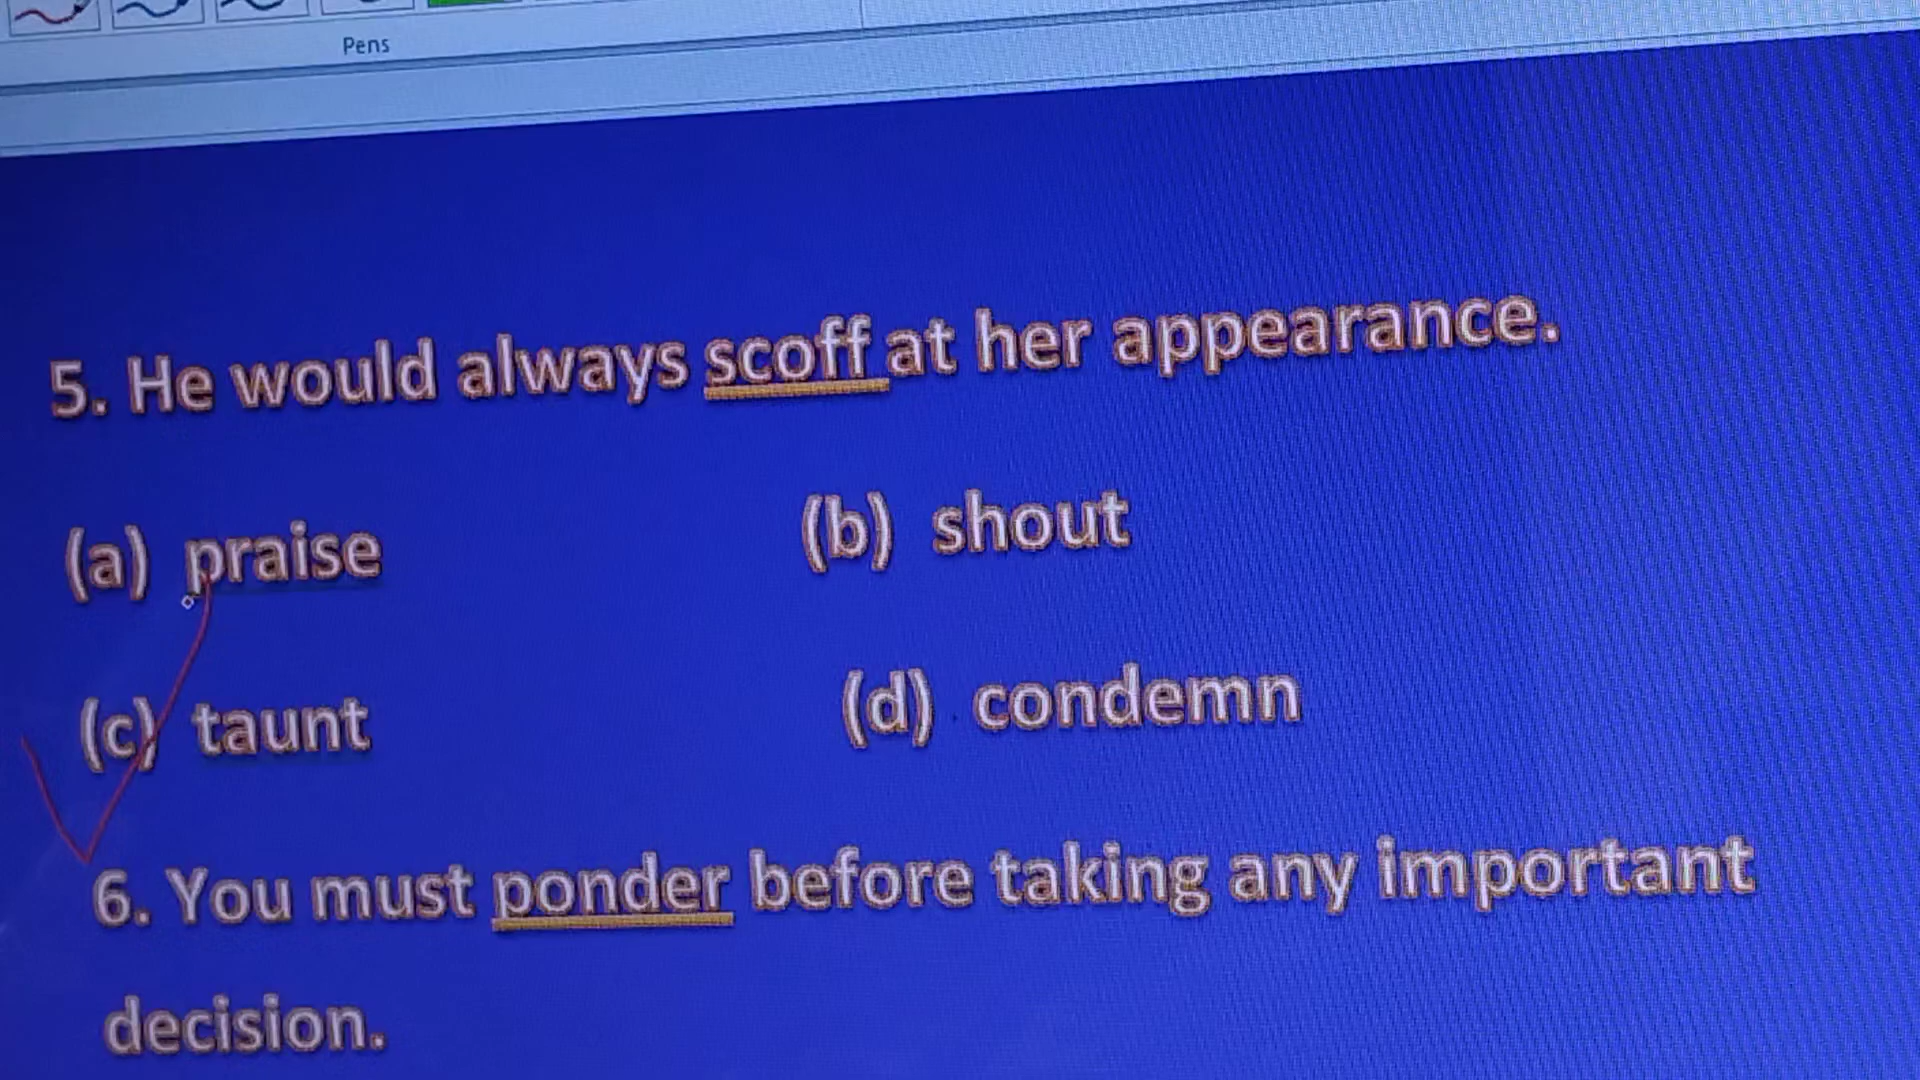 Pens
5. He would always scoff at her appearance.
(a) praise (b) shout
(c) taunt (d) condemn
6. You must ponder before taking any important
decision.